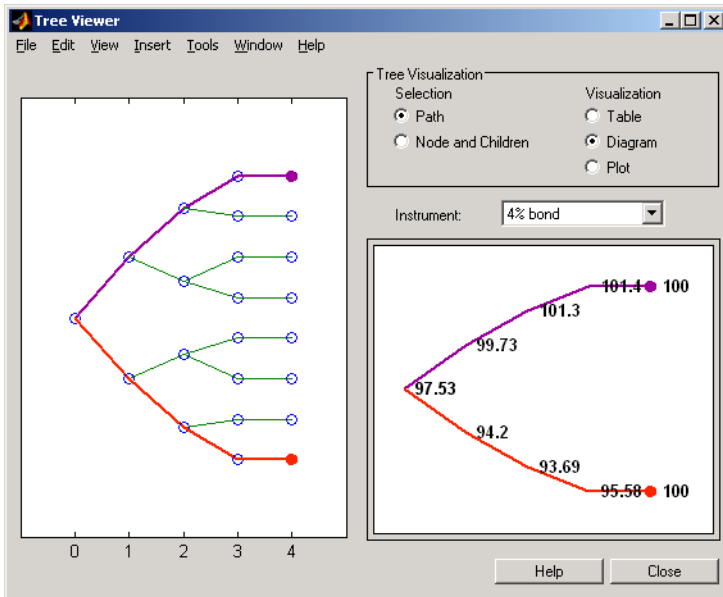 Tree Viewer
File Edit View Insert Tools Window Help
Tree Visualization
Selection
Visualization
Path
Table
Node and Children
Diagram
Plot
Instrument:
4% bond
101.4 100
101.3
99.73
97.53
94.2
93.69
95.58 100
0 1 2 3 4
Help
Close